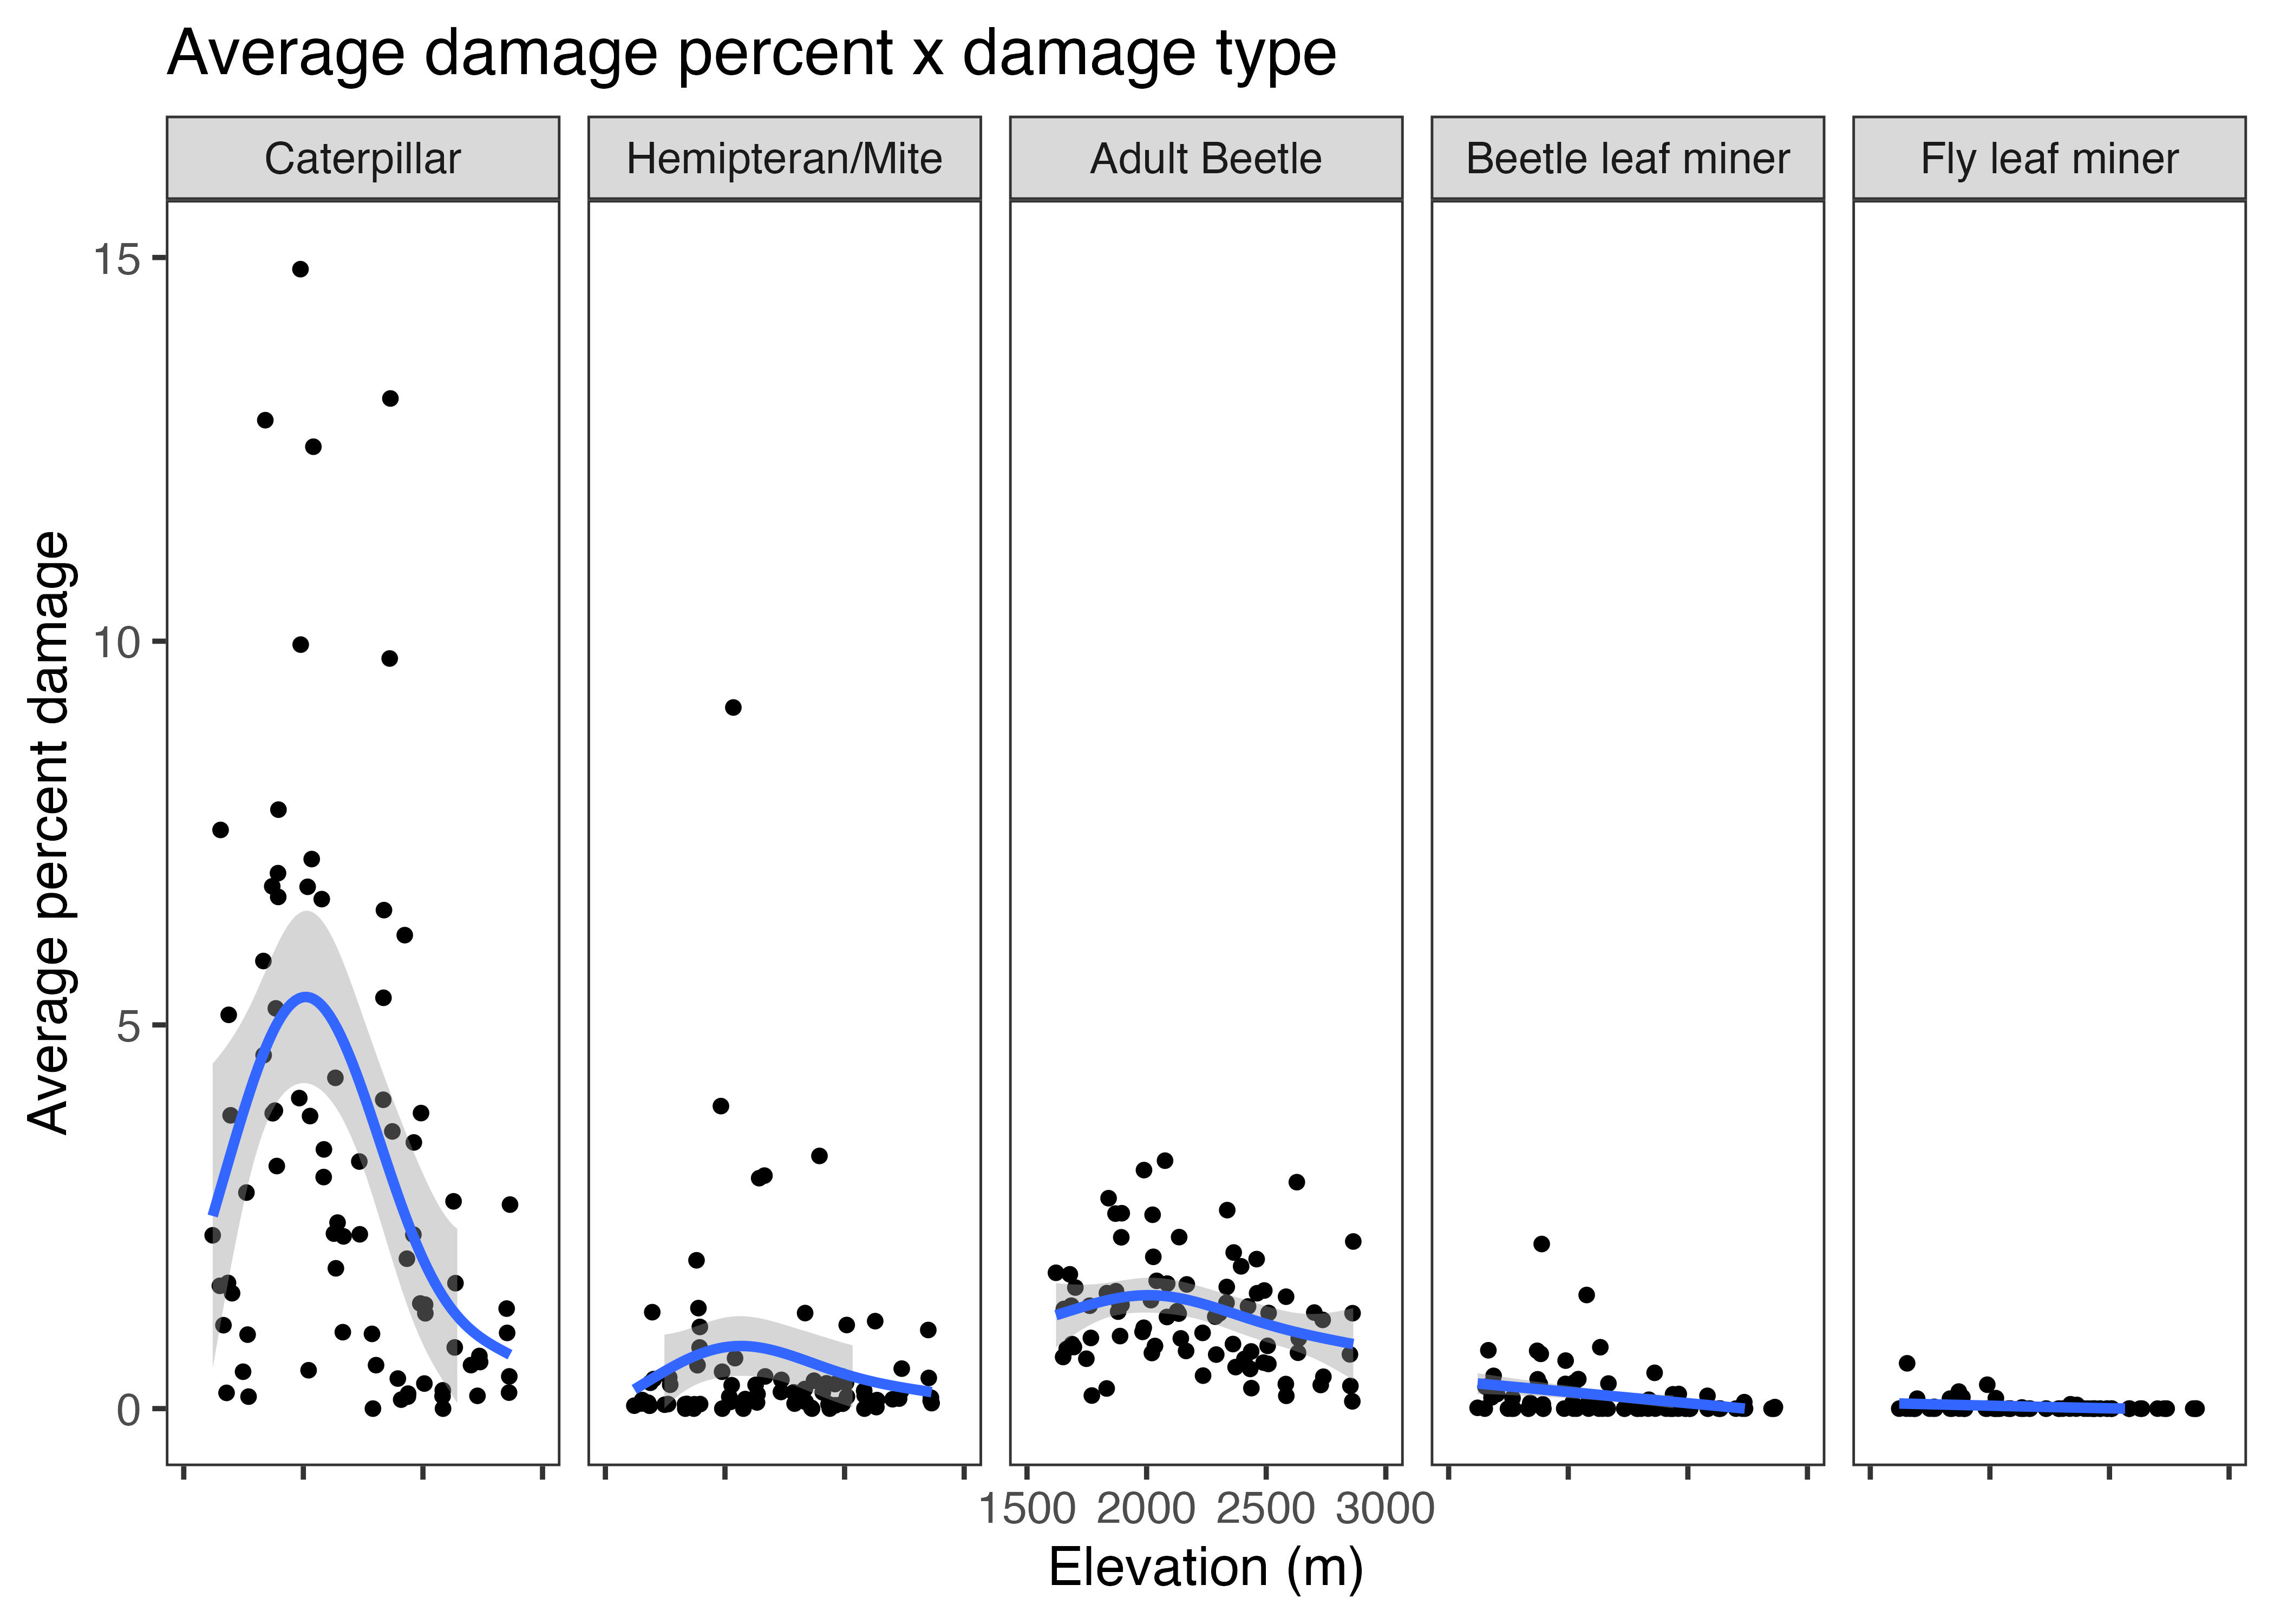 Average damage percent x damage type
Caterpillar
Hemipteran/Mite
Adult Beetle
Beetle leaf miner
Fly leaf miner
Average percent damage
15
10
5
0
1500 2000 2500 3000
Elevation (m)